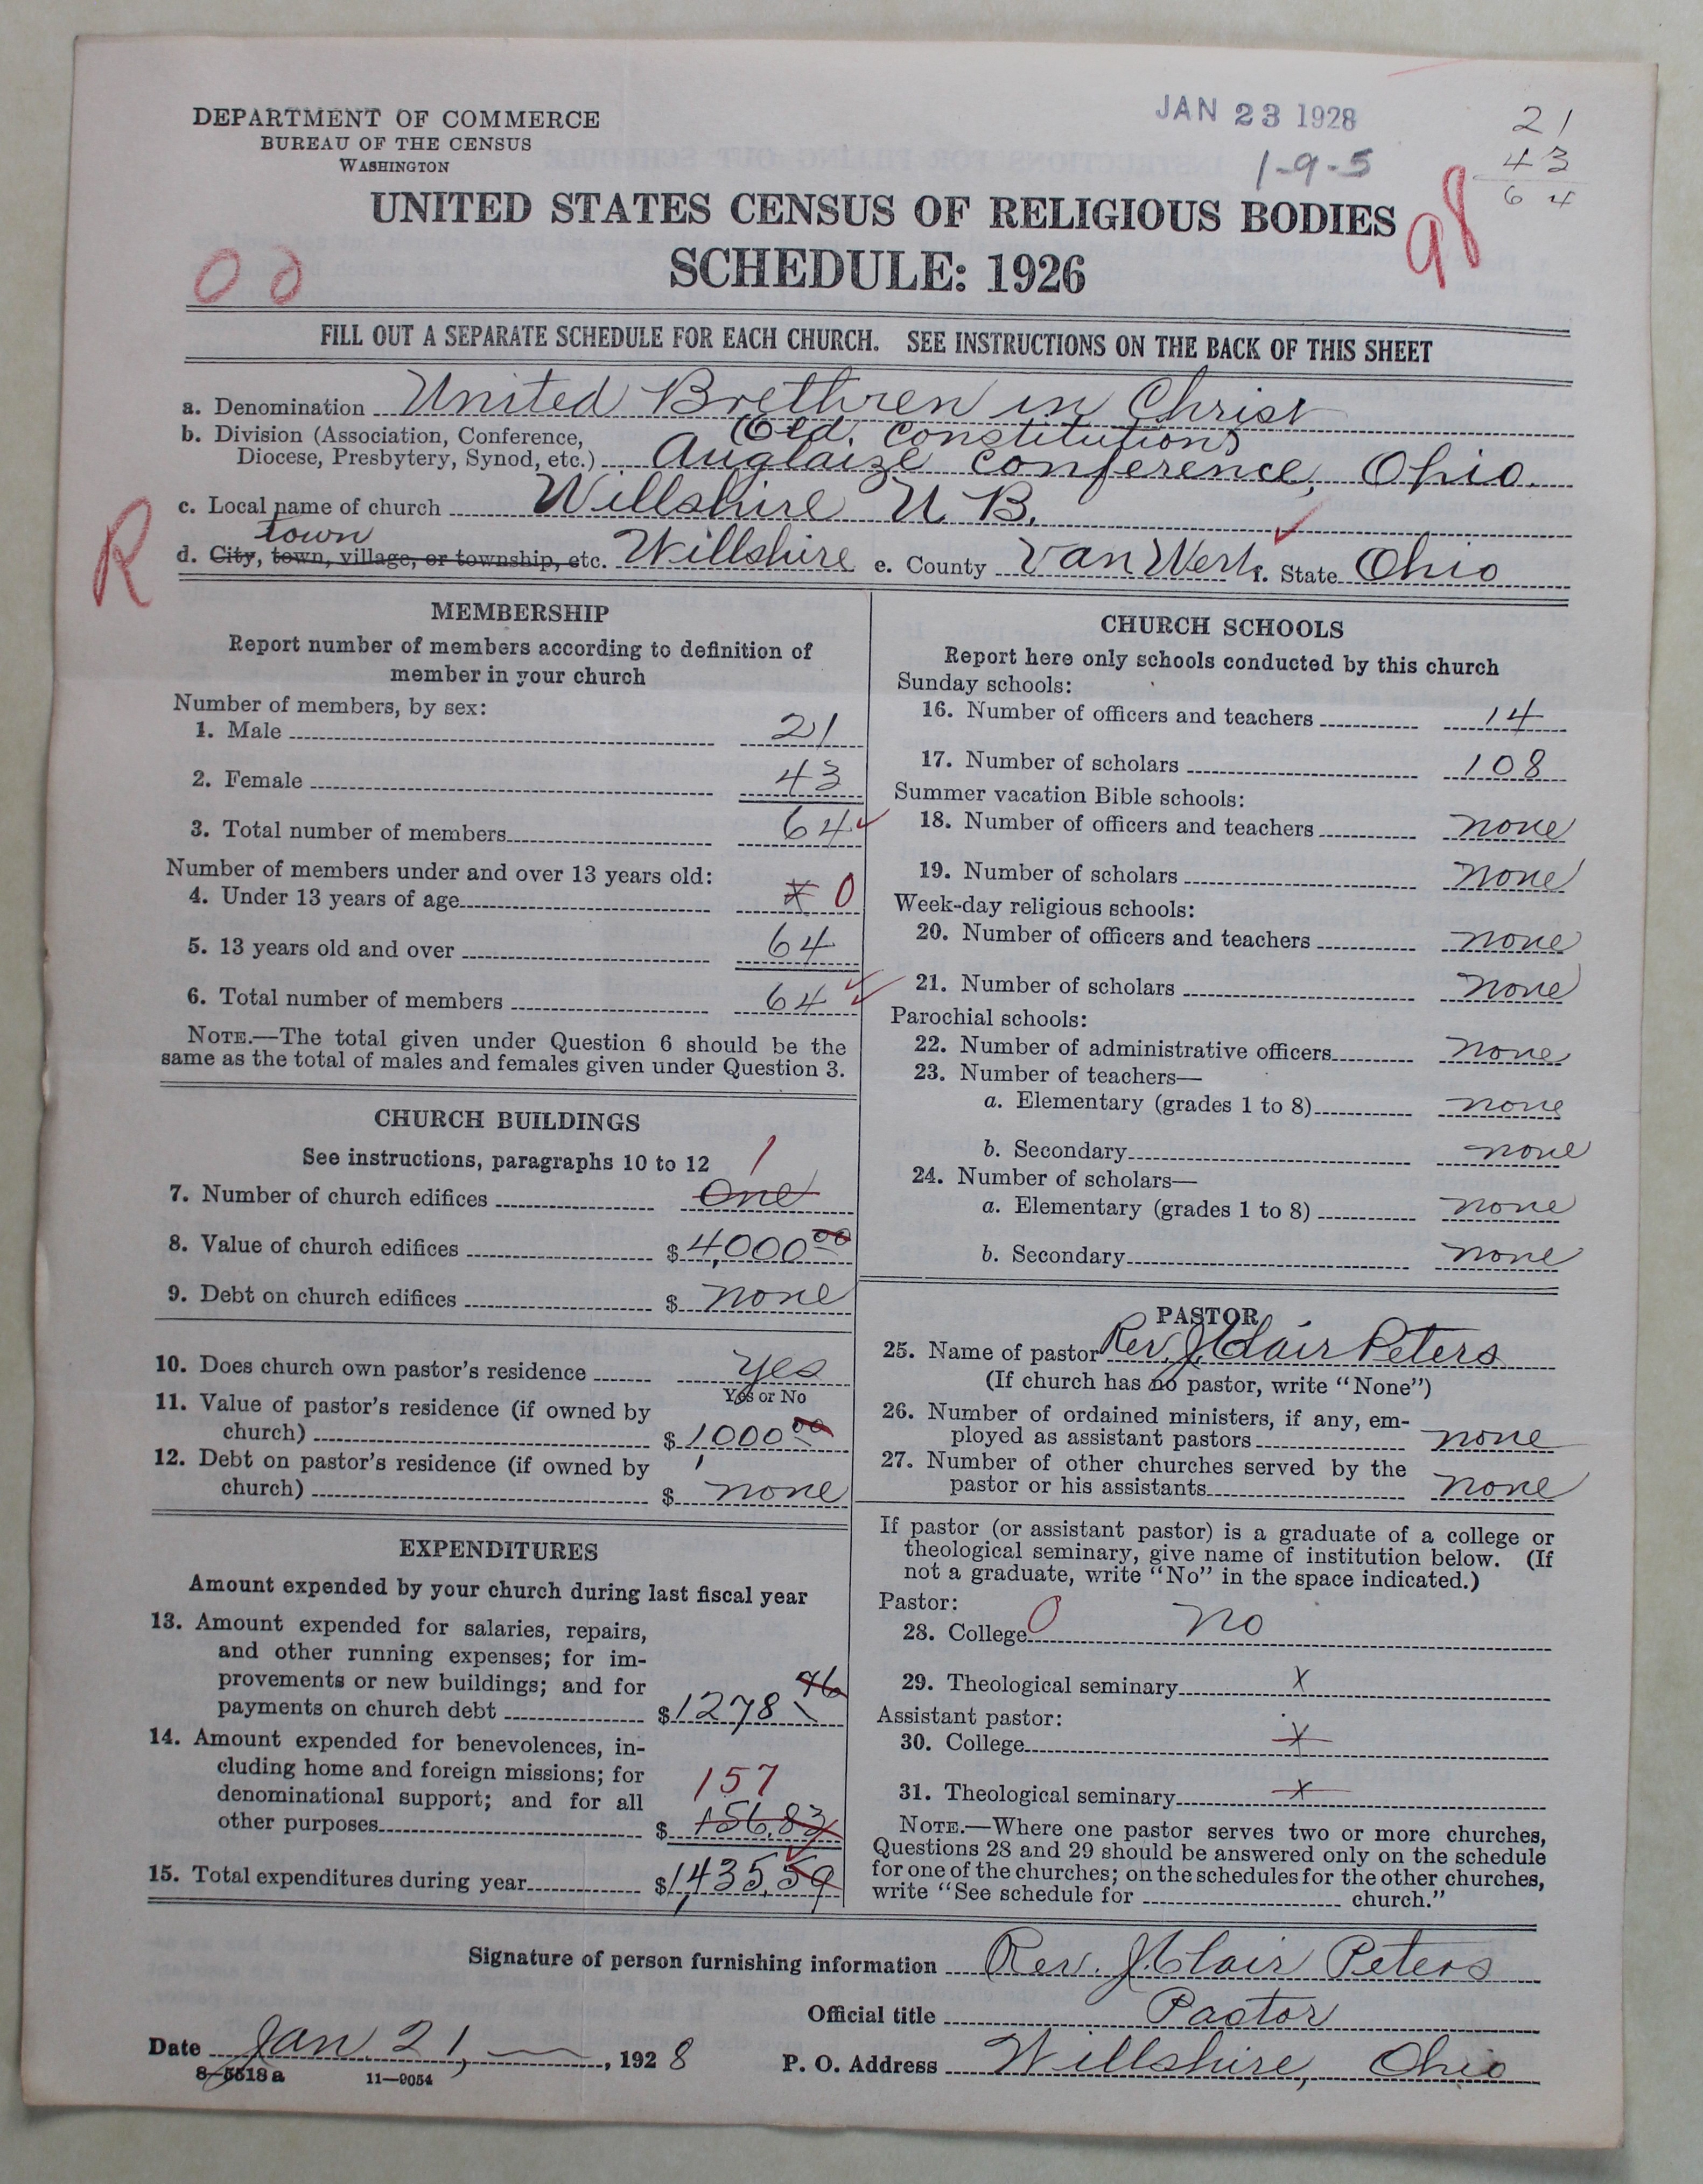 DEPARTMENT OF COMMERCE
BUREAU OF THE CENSUS
WASHINGTON
JAN 23 1928
1-9-5
21
43
64
98
UNITED STATES CENSUS OF RELIGIOUS BODIES
SCHEDULE: 1926
00
FILL OUT A SEPARATE SCHEDULE FOR EACH CHURCH. SEE INSTRUCTIONS ON THE BACK OF THIS SHEET
a. Denomination United Brethren in Christ
(Old. Constitution)
b. Division (Association, Conference,
Diocese, Presbytery, Synod, etc.) Auglaize Conference, Ohio.
c. Local name of church Willshire U. B.
R
town
d. City, town, village, or township, etc. Willshire e. County Van Wert f. State Ohio
MEMBERSHIP
Report number of members according to definition of
member in your church
Number of members, by sex:
1. Male 21
2. Female 43
3. Total number of members 64
Number of members under and over 13 years old:
4. Under 13 years of age x 0
5. 13 years old and over 64
6. Total number of members 64
NOTE.—The total given under Question 6 should be the
same as the total of males and females given under Question 3.
CHURCH BUILDINGS
See instructions, paragraphs 10 to 12
1
7. Number of church edifices One
8. Value of church edifices $4,000 00
9. Debt on church edifices $ none
10. Does church own pastor's residence yes
Yes or No
11. Value of pastor's residence (if owned by
church) $1,000 00
12. Debt on pastor's residence (if owned by
church) $ none
EXPENDITURES
Amount expended by your church during last fiscal year
13. Amount expended for salaries, repairs,
and other running expenses; for im-
provements or new buildings; and for
payments on church debt $1278 76
14. Amount expended for benevolences, in-
cluding home and foreign missions; for
denominational support; and for all
157
other purposes $ 156.83
15. Total expenditures during year $1,435.59
CHURCH SCHOOLS
Report here only schools conducted by this church
Sunday schools:
16. Number of officers and teachers 14
17. Number of scholars 108
Summer vacation Bible schools:
18. Number of officers and teachers none
19. Number of scholars none
Week-day religious schools:
20. Number of officers and teachers none
21. Number of scholars none
Parochial schools:
22. Number of administrative officers none
23. Number of teachers—
a. Elementary (grades 1 to 8) none
b. Secondary none
24. Number of scholars—
a. Elementary (grades 1 to 8) none
b. Secondary none
PASTOR
25. Name of pastor Rev J. Clair Peters
(If church has no pastor, write "None")
26. Number of ordained ministers, if any, em-
ployed as assistant pastors none
27. Number of other churches served by the
pastor or his assistants none
If pastor (or assistant pastor) is a graduate of a college or
theological seminary, give name of institution below. (If
not a graduate, write "No" in the space indicated.)
Pastor:
28. College 0 no
29. Theological seminary x
Assistant pastor:
30. College x
31. Theological seminary x
NOTE.—Where one pastor serves two or more churches,
Questions 28 and 29 should be answered only on the schedule
for one of the churches; on the schedules for the other churches,
write "See schedule for church."
Signature of person furnishing information Rev. J. Clair Peters
Official title Pastor
Date Jan. 21, 1928
P. O. Address Willshire, Ohio
8-5518a 11—9054